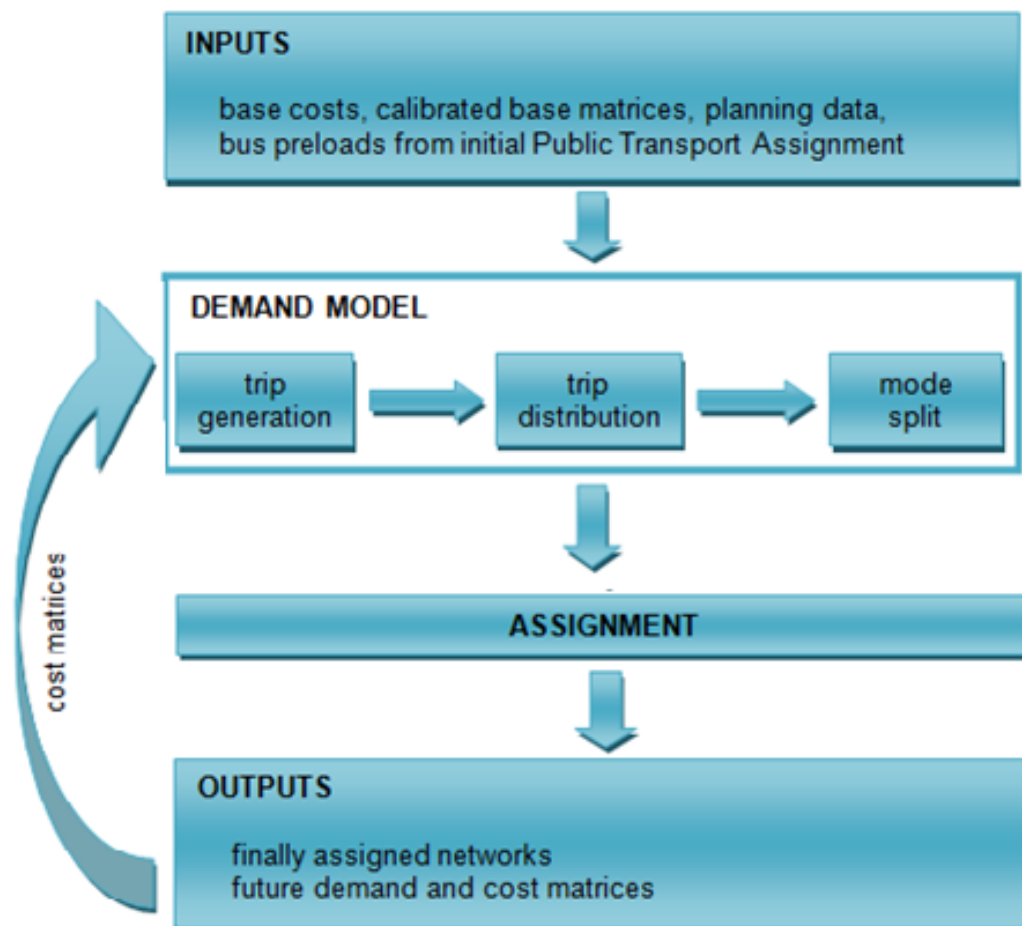 INPUTS
base costs, calibrated base matrices, planning data,
bus preloads from initial Public Transport Assignment
DEMAND MODEL
trip
generation
trip
distribution
mode
split
cost matrices
ASSIGNMENT
OUTPUTS
finally assigned networks
future demand and cost matrices